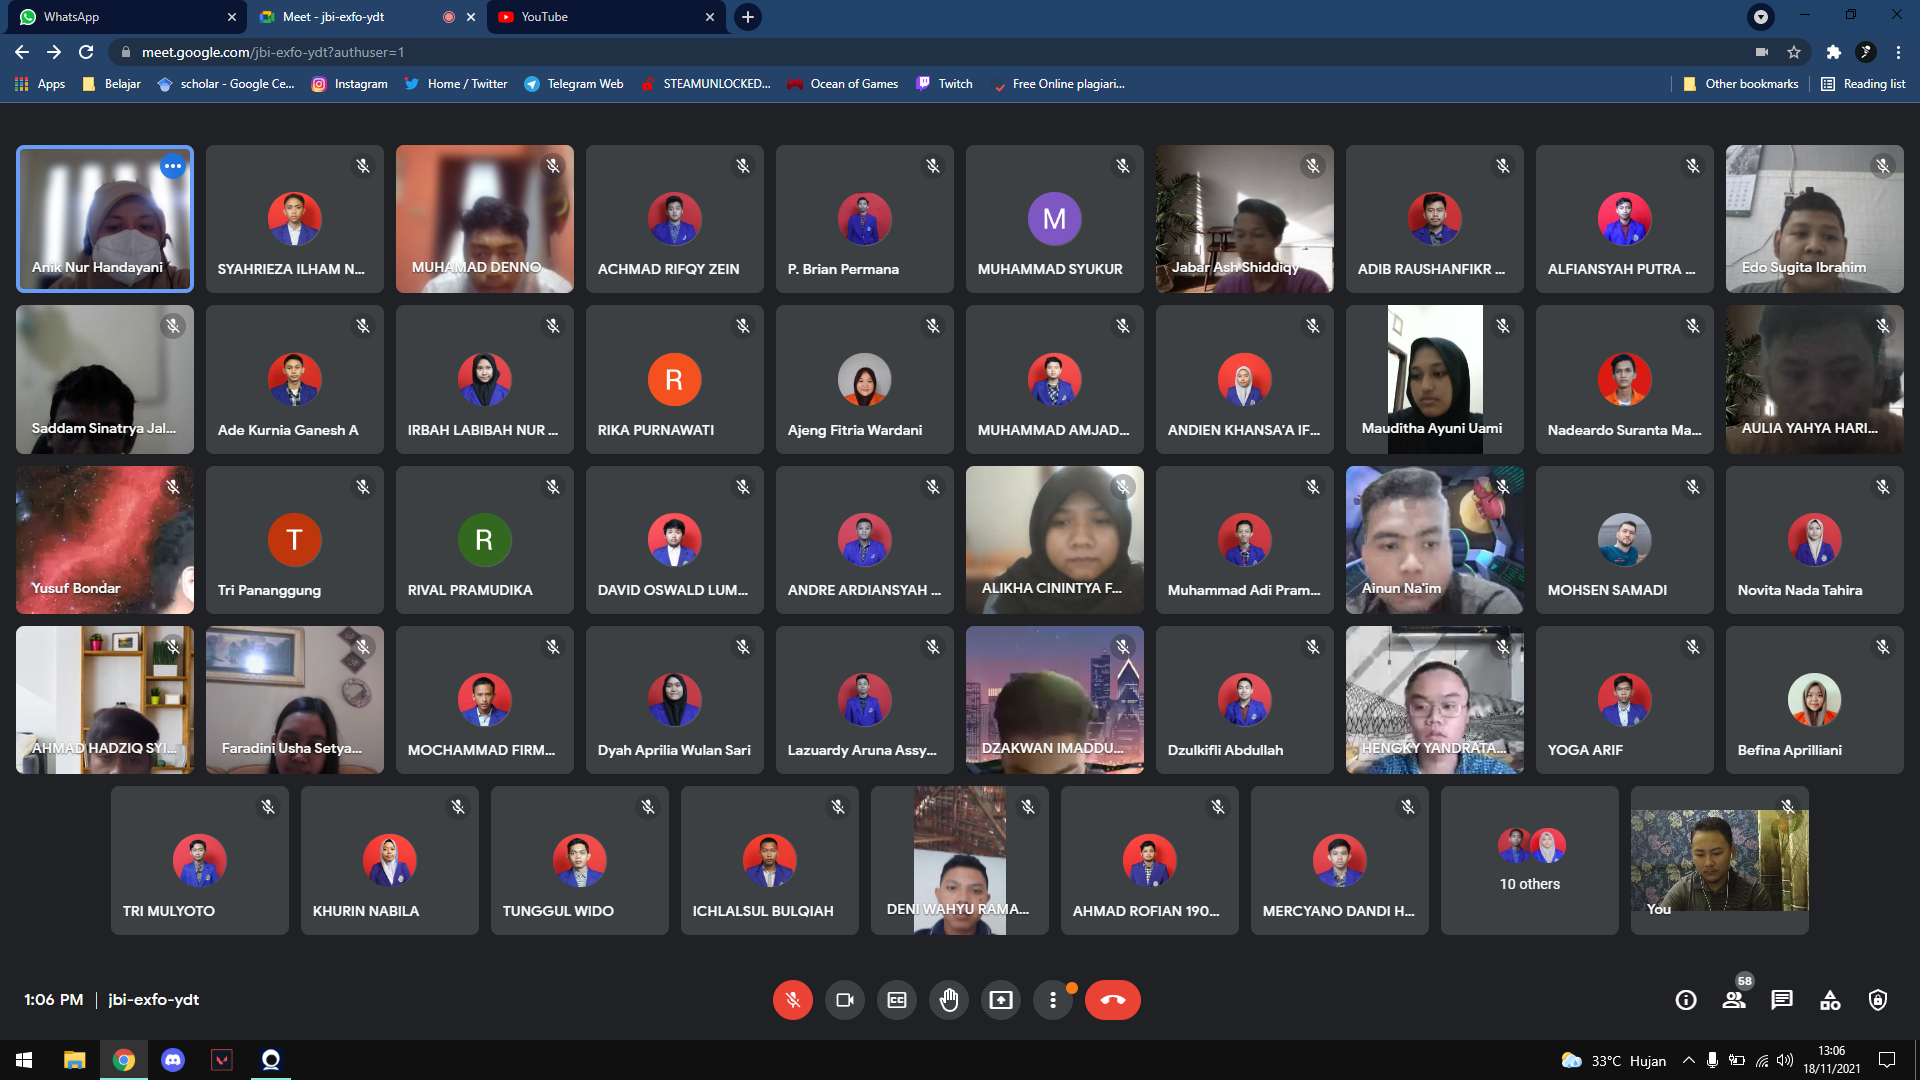 WhatsApp
Meet - jbi-exfo-ydt
YouTube
meet.google.com/jbi-exfo-ydt?authuser=1
Apps
Belajar
scholar - Google Ce...
Instagram
Home / Twitter
Telegram Web
STEAMUNLOCKED...
Ocean of Games
Twitch
Free Online plagiari...
Other bookmarks
Reading list
Anik Nur Handayani
SYAHRIEZA ILHAM N...
MUHAMAD DENNO
ACHMAD RIFQY ZEIN
P. Brian Permana
M
MUHAMMAD SYUKUR
Jabar Ash Shiddiqy
ADIB RAUSHANFIKR ...
ALFIANSYAH PUTRA ...
Edo Sugita Ibrahim
Saddam Sinatrya Jal...
Ade Kurnia Ganesh A
IRBAH LABIBAH NUR ...
R
RIKA PURNAWATI
Ajeng Fitria Wardani
MUHAMMAD AMJAD...
ANDIEN KHANSA'A IF...
Mauditha Ayuni Uami
Nadeardo Suranta Ma...
AULIA YAHYA HARI...
Yusuf Bondar
T
Tri Pananggung
R
RIVAL PRAMUDIKA
DAVID OSWALD LUM...
ANDRE ARDIANSYAH ...
ALIKHA CININTYA F...
Muhammad Adi Pram...
Ainun Na'im
MOHSEN SAMADI
Novita Nada Tahira
AHMAD HADZIQ SYI...
Faradini Usha Setya...
MOCHAMMAD FIRM...
Dyah Aprilia Wulan Sari
Lazuardy Aruna Assy...
DZAKWAN IMADDU...
Dzulkifli Abdullah
HENGKY YANDRATA...
YOGA ARIF
Befina Aprilliani
TRI MULYOTO
KHURIN NABILA
TUNGGUL WIDO
ICHLALSUL BULQIAH
DENI WAHYU RAMA...
AHMAD ROFIAN 190...
MERCYANO DANDI H...
10 others
You
1:06 PM | jbi-exfo-ydt
58
33°C Hujan
13:06
18/11/2021